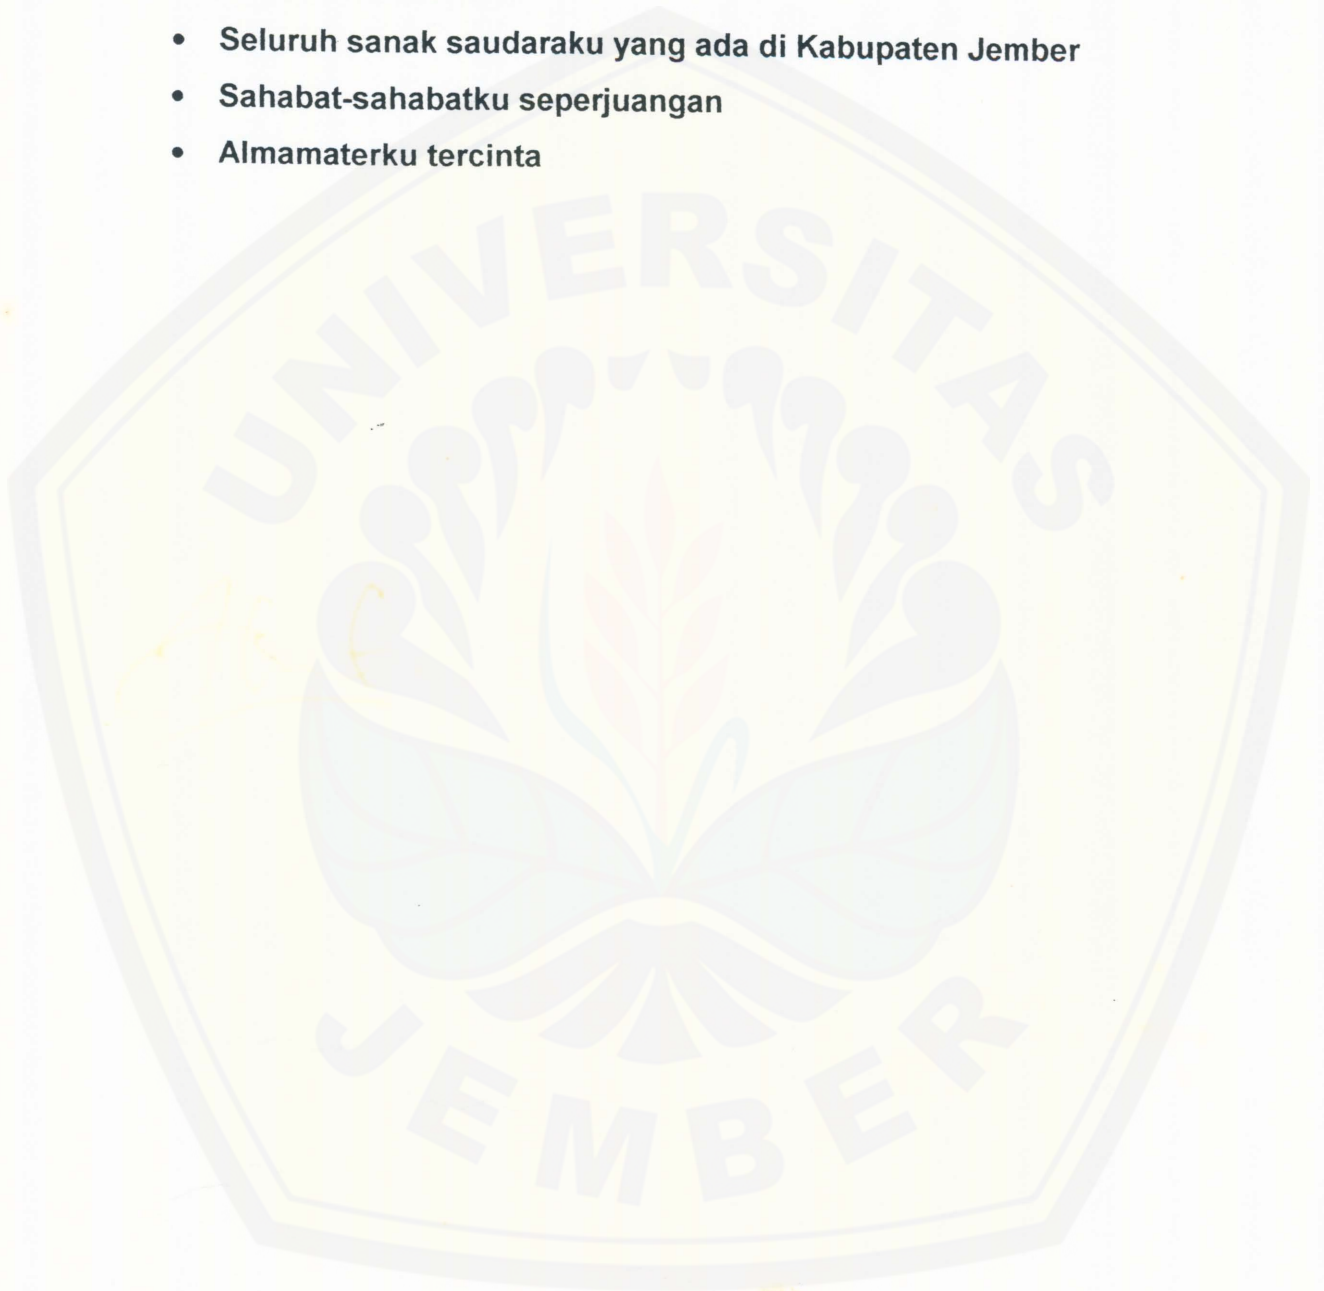 • Seluruh sanak saudaraku yang ada di Kabupaten Jember
• Sahabat-sahabatku seperjuangan
• Almamaterku tercinta
UNIVERSITAS
JEMBER